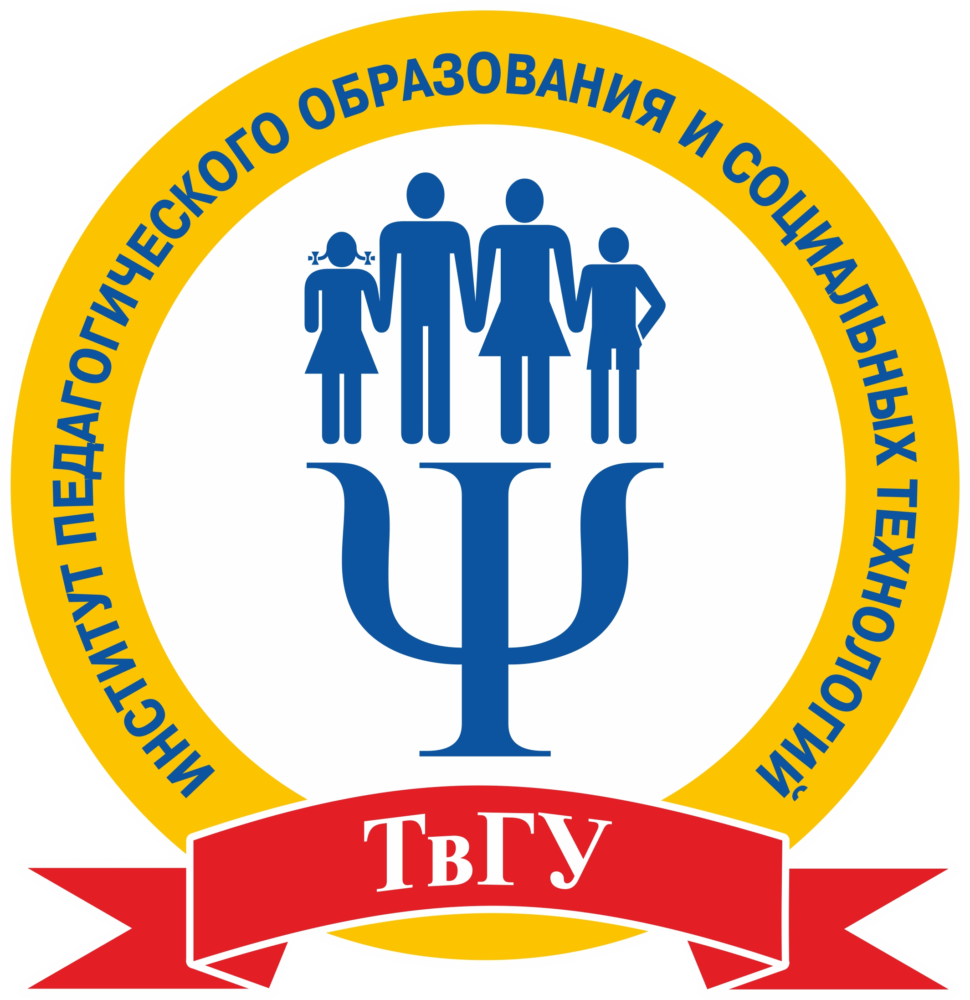 ИНСТИТУТ ПЕДАГОГИЧЕСКОГО ОБРАЗОВАНИЯ И СОЦИАЛЬНЫХ ТЕХНОЛОГИЙ
Ψ
ТвГУ